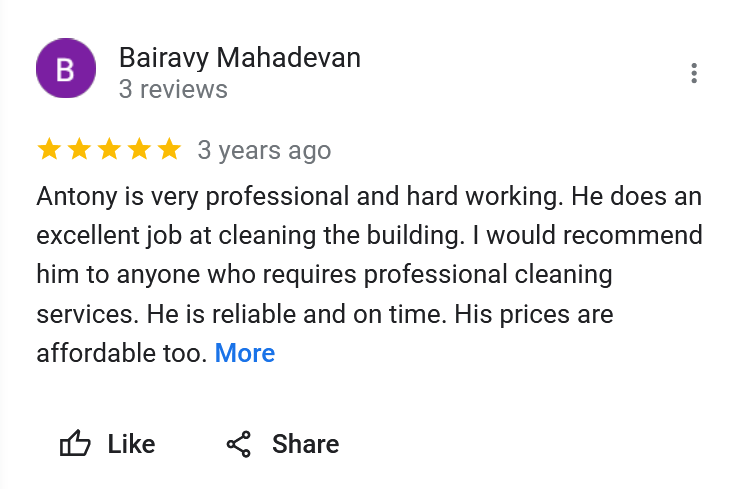 B
Bairavy Mahadevan
3 reviews
3 years ago
Antony is very professional and hard working. He does an
excellent job at cleaning the building. I would recommend
him to anyone who requires professional cleaning
services. He is reliable and on time. His prices are
affordable too. More
Like
Share